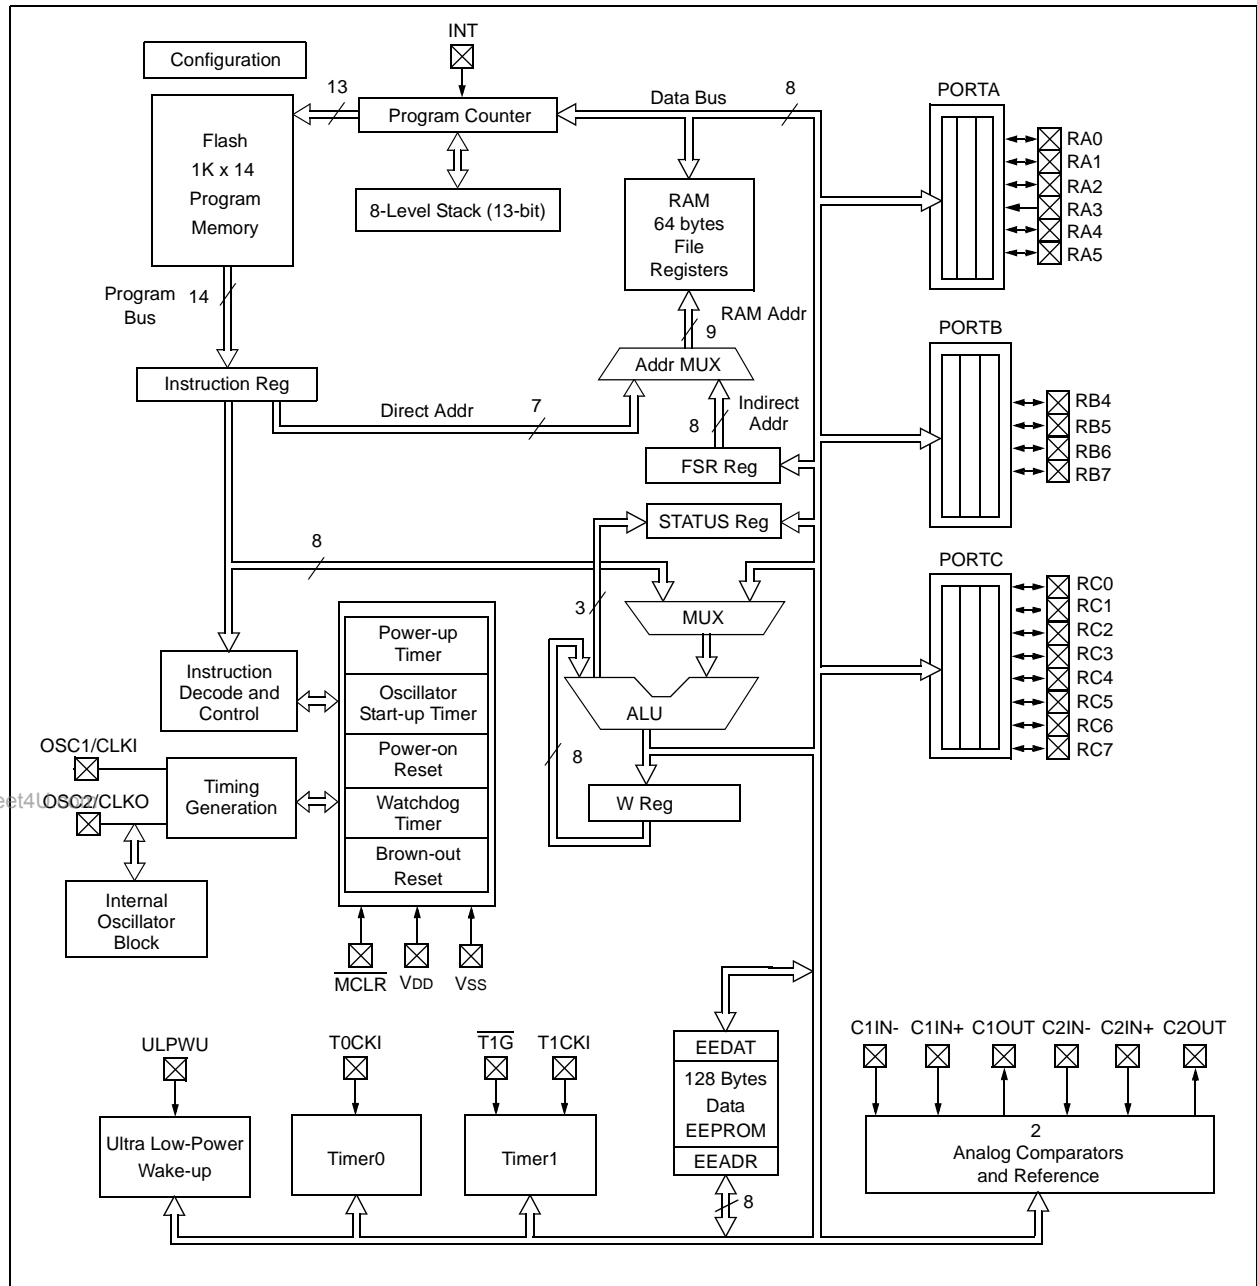 INT
Configuration
13
Data Bus
8
PORTA
Program Counter
Flash
1K x 14
Program
Memory
8-Level Stack (13-bit)
RAM
64 bytes
File
Registers
RA0
RA1
RA2
RA3
RA4
RA5
Program
Bus
14
RAM Addr
9
PORTB
Addr MUX
Instruction Reg
Direct Addr
7
Indirect
Addr
8
RB4
RB5
RB6
RB7
FSR Reg
STATUS Reg
8
PORTC
3
MUX
RC0
RC1
RC2
RC3
RC4
RC5
RC6
RC7
Power-up
Timer
Instruction
Decode and
Control
Oscillator
Start-up Timer
ALU
OSC1/CLKI
Power-on
Reset
8
Timing
Generation
OSC2/CLKO
Watchdog
Timer
W Reg
Brown-out
Reset
Internal
Oscillator
Block
MCLR
VDD
VSS
ULPWU
T0CKI
T1G
T1CKI
EEDAT
128 Bytes
Data
EEPROM
EEADR
8
C1IN-
C1IN+
C1OUT
C2IN-
C2IN+
C2OUT
Ultra Low-Power
Wake-up
Timer0
Timer1
2
Analog Comparators
and Reference